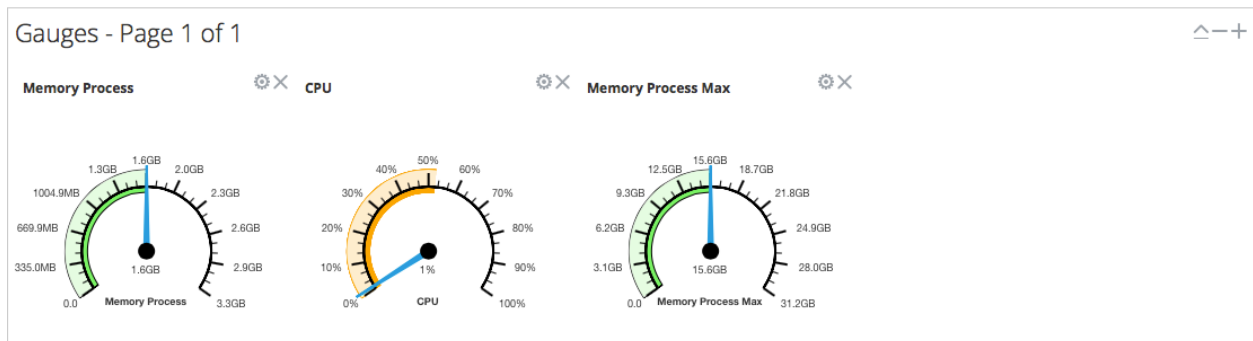 Gauges - Page 1 of 1
Memory Process
CPU
Memory Process Max
1.6GB
1.3GB
2.0GB
1004.9MB
2.3GB
669.9MB
2.6GB
335.0MB
2.9GB
1.6GB
0.0
Memory Process
3.3GB
50%
40%
60%
30%
70%
20%
80%
10%
90%
1%
0%
CPU
100%
15.6GB
12.5GB
18.7GB
9.3GB
21.8GB
6.2GB
24.9GB
3.1GB
28.0GB
15.6GB
0.0
Memory Process Max
31.2GB